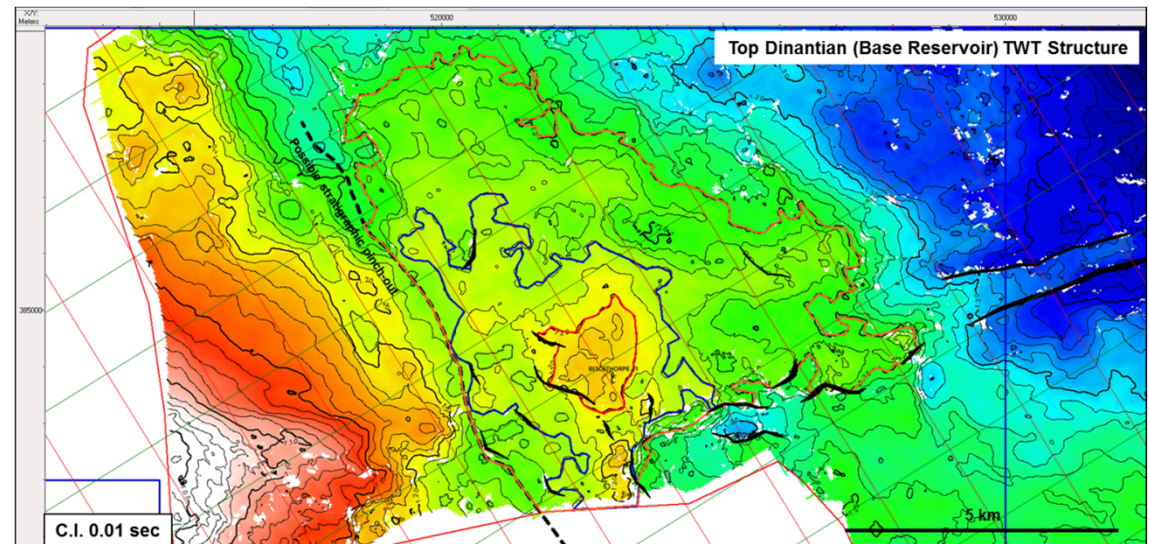 X/Y:
Meters
520000
530000
Top Dinantian (Base Reservoir) TWT Structure
Possible stratigraphic pinch-out
385000
C.I. 0.01 sec
5 km